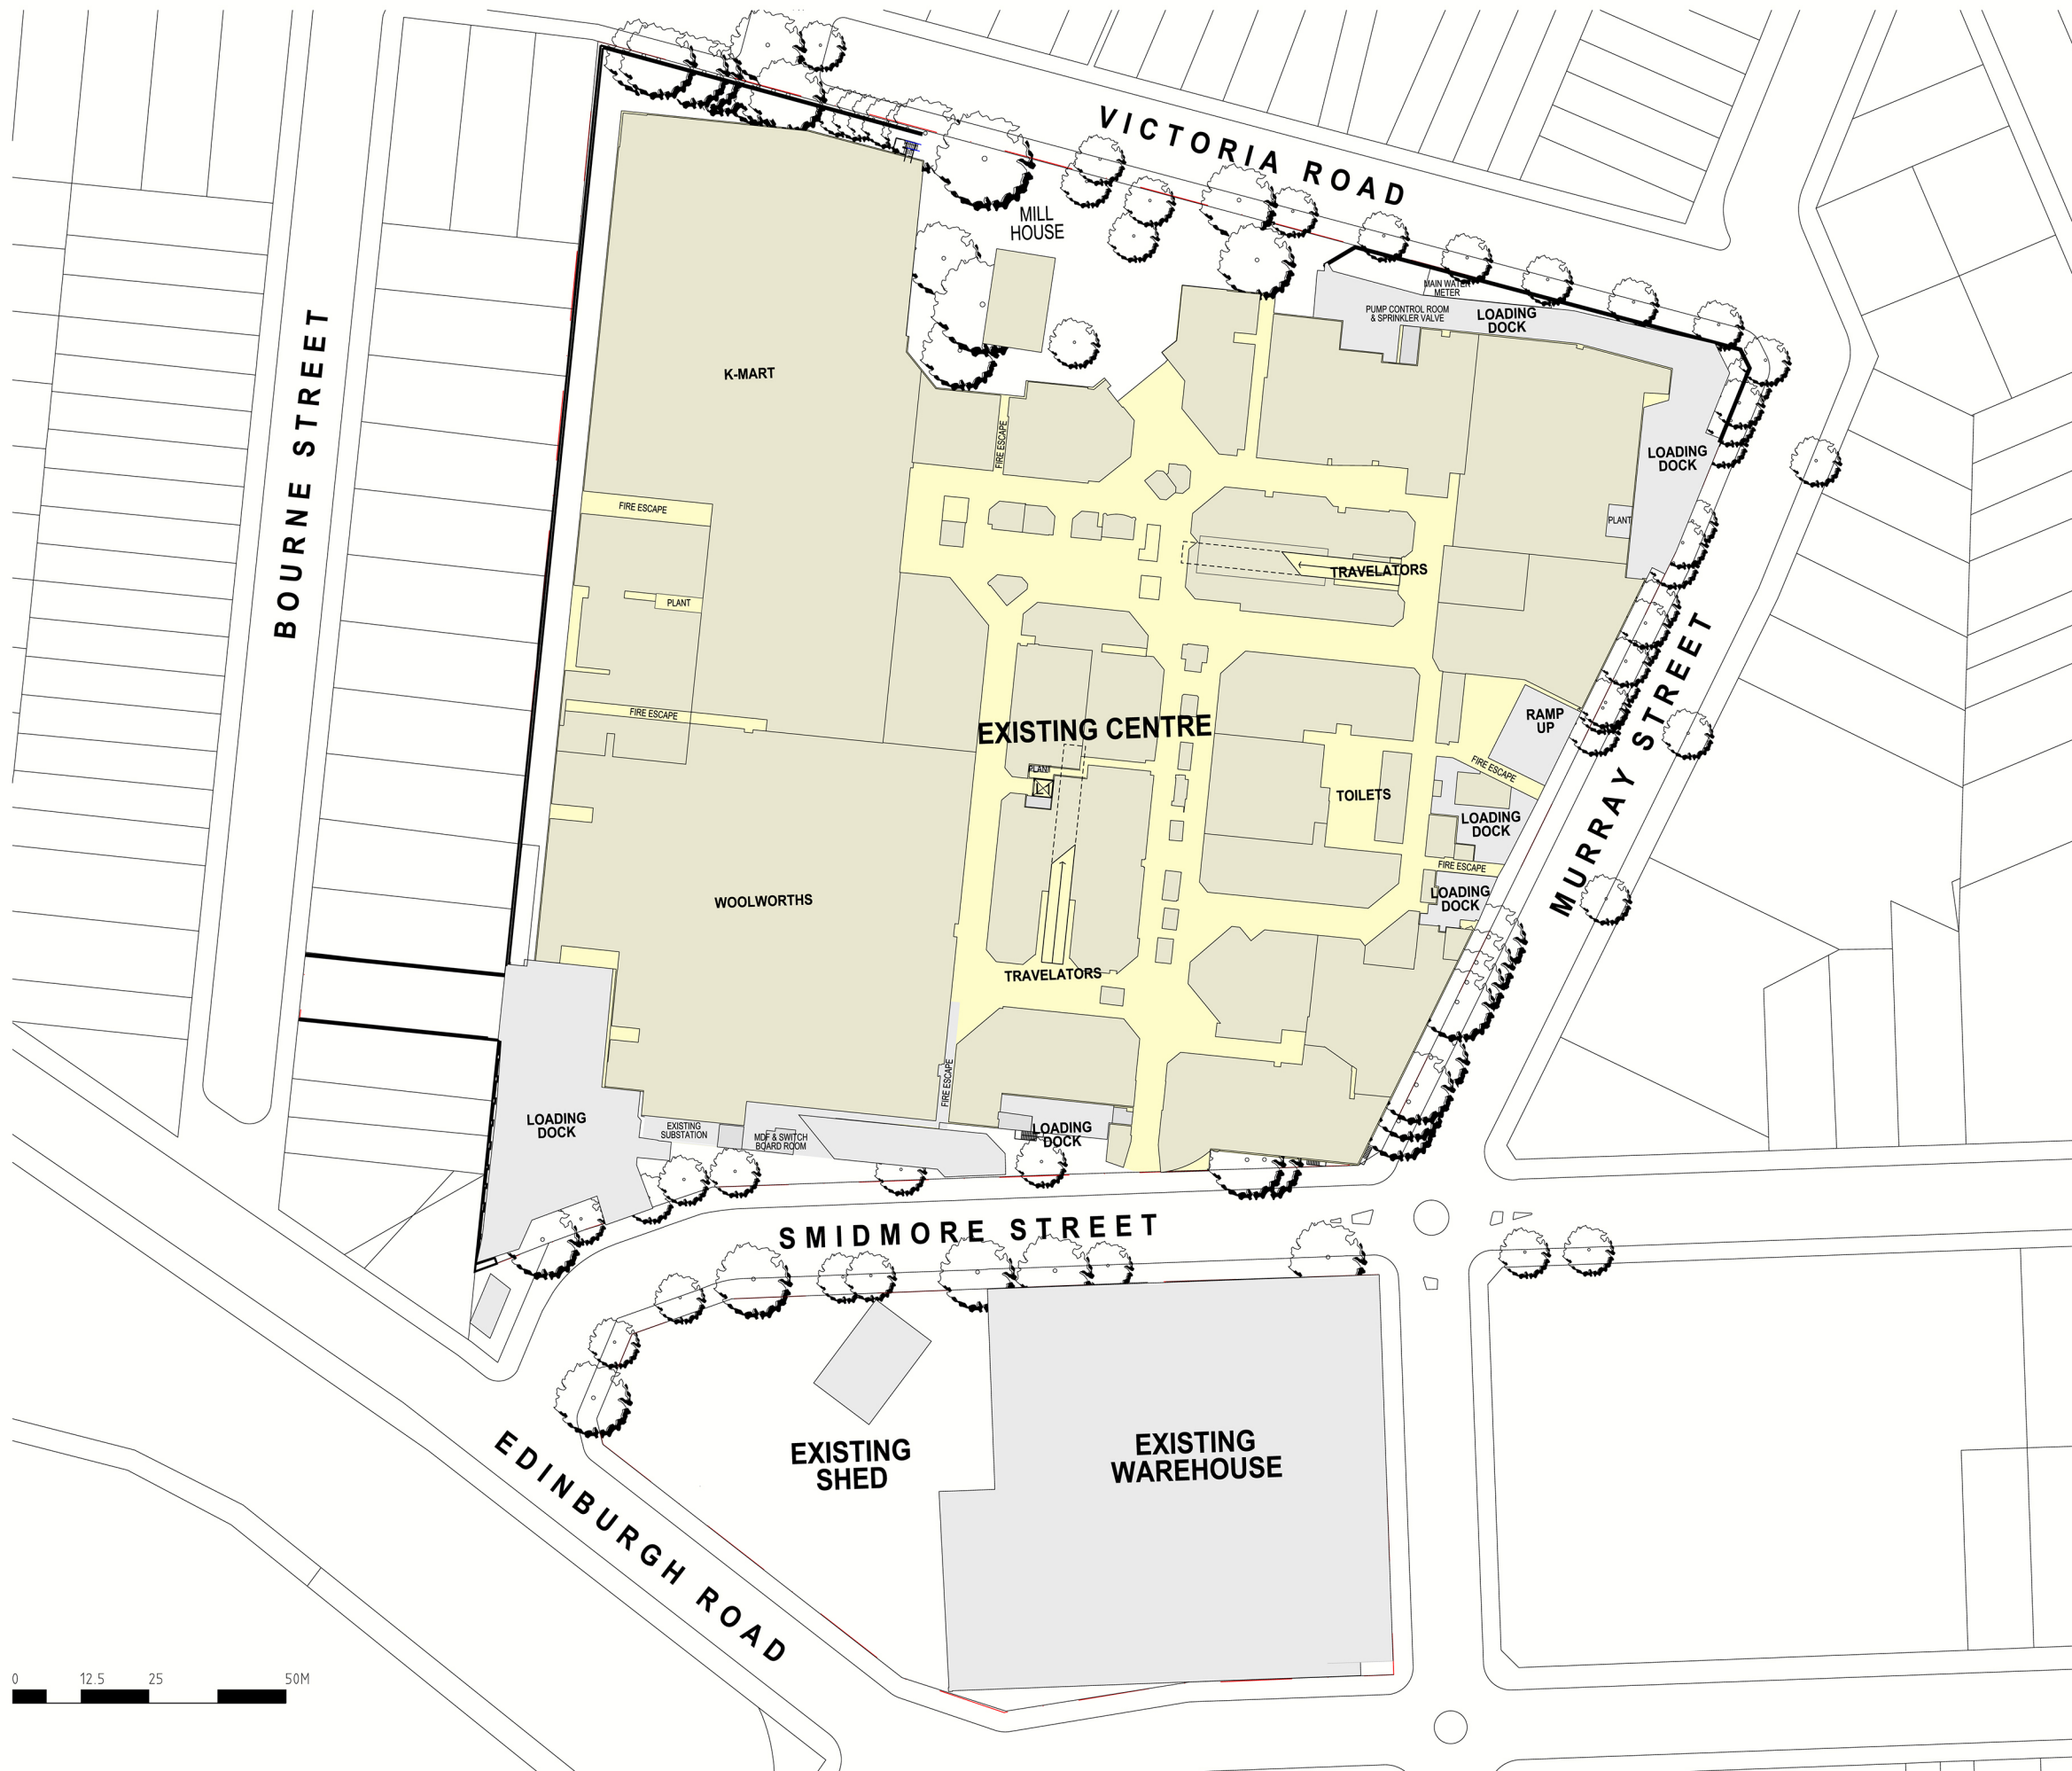 VICTORIA ROAD
MILL
HOUSE
MAIN WATER
METER
PUMP CONTROL ROOM
& SPRINKLER VALVE
LOADING
DOCK
BOURNE STREET
K-MART
FIRE ESCAPE
LOADING
DOCK
FIRE ESCAPE
PLANT
TRAVELATORS
PLANT
MURRAY STREET
FIRE ESCAPE
RAMP
UP
EXISTING CENTRE
PLANT
FIRE ESCAPE
TOILETS
LOADING
DOCK
FIRE ESCAPE
LOADING
DOCK
WOOLWORTHS
TRAVELATORS
FIRE ESCAPE
LOADING
DOCK
EXISTING
SUBSTATION
MDF & SWITCH
BOARD ROOM
LOADING
DOCK
SMIDMORE STREET
EDINBURGH ROAD
EXISTING
SHED
EXISTING
WAREHOUSE
0 12.5 25 50M